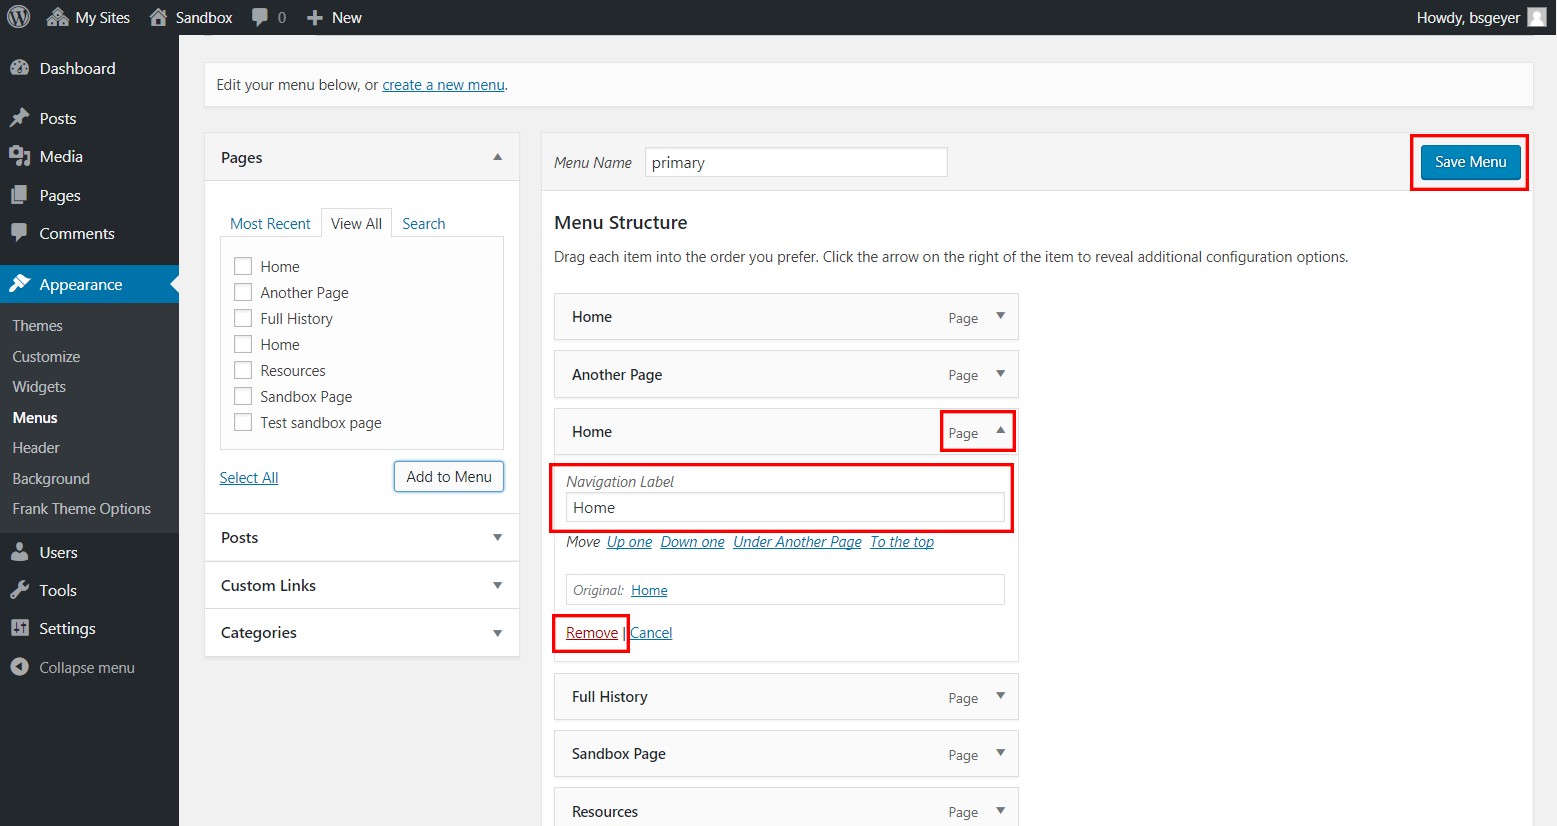 My Sites Sandbox 0 New Howdy, bsgeyer
Dashboard
Posts
Media
Pages
Comments
Appearance
Themes
Customize
Widgets
Menus
Header
Background
Frank Theme Options
Users
Tools
Settings
Collapse menu
Edit your menu below, or create a new menu.
Pages
Most Recent View All Search
Home
Another Page
Full History
Home
Resources
Sandbox Page
Test sandbox page
Select All Add to Menu
Posts
Custom Links
Categories
Menu Name primary Save Menu
Menu Structure
Drag each item into the order you prefer. Click the arrow on the right of the item to reveal additional configuration options.
Home Page
Another Page Page
Home Page
Navigation Label
Home
Move Up one Down one Under Another Page To the top
Original: Home
Remove | Cancel
Full History Page
Sandbox Page Page
Resources Page